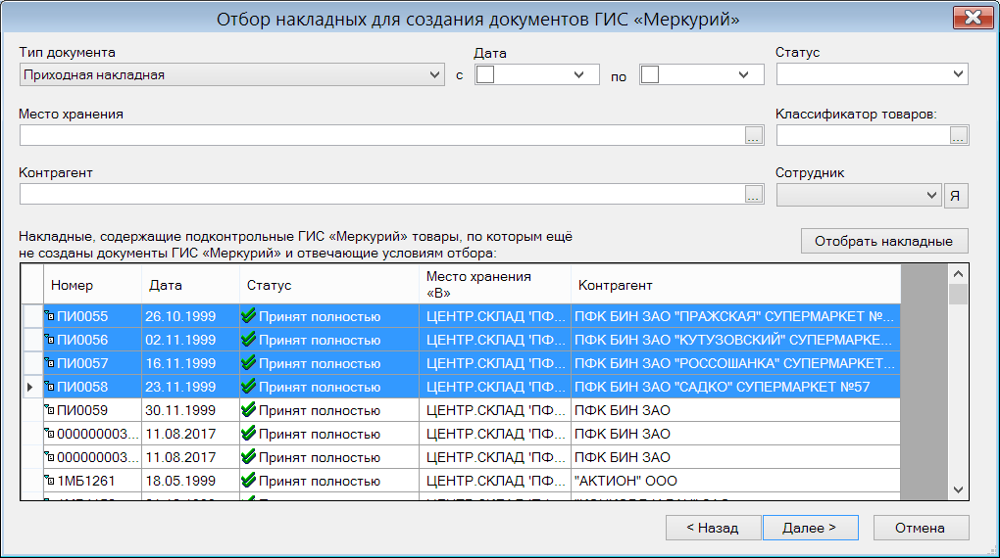 Отбор накладных для создания документов ГИС «Меркурий»
Тип документа Дата Статус
Приходная накладная с по
Место хранения Классификатор товаров:
... ...
Контрагент Сотрудник
... Я
Накладные, содержащие подконтрольные ГИС «Меркурий» товары, по которым ещё
не созданы документы ГИС «Меркурий» и отвечающие условиям отбора:
Отобрать накладные
Номер Дата Статус Место хранения «В» Контрагент
ПИ0055 26.10.1999 Принят полностью ЦЕНТР.СКЛАД 'ПФ... ПФК БИН ЗАО "ПРАЖСКАЯ" СУПЕРМАРКЕТ №...
ПИ0056 02.11.1999 Принят полностью ЦЕНТР.СКЛАД 'ПФ... ПФК БИН ЗАО "КУТУЗОВСКИЙ" СУПЕРМАРКЕ...
ПИ0057 16.11.1999 Принят полностью ЦЕНТР.СКЛАД 'ПФ... ПФК БИН ЗАО "РОССОШАНКА" СУПЕРМАРКЕТ...
ПИ0058 23.11.1999 Принят полностью ЦЕНТР.СКЛАД 'ПФ... ПФК БИН ЗАО "САДКО" СУПЕРМАРКЕТ №57
ПИ0059 30.11.1999 Принят полностью ЦЕНТР.СКЛАД 'ПФ... ПФК БИН ЗАО
000000003... 11.08.2017 Принят полностью ЦЕНТР.СКЛАД 'ПФ... ПФК БИН ЗАО
000000003... 11.08.2017 Принят полностью ЦЕНТР.СКЛАД 'ПФ... ПФК БИН ЗАО
1МБ1261 18.05.1999 Принят полностью ЦЕНТР.СКЛАД 'ПФ... "АКТИОН" ООО
< Назад Далее > Отмена